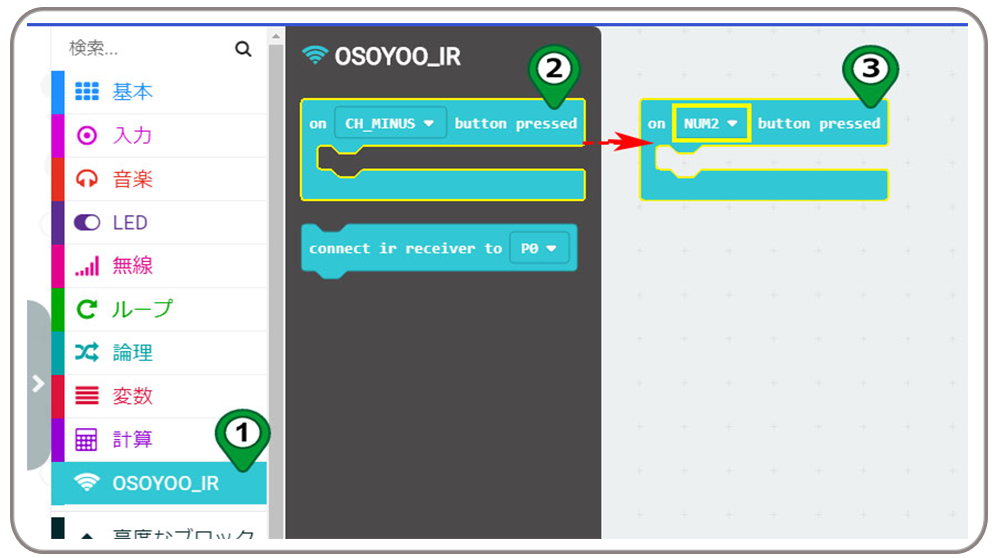 検索...
基本
入力
音楽
LED
無線
ループ
論理
変数
計算
1
OSOYOO_IR
高度なブロック
OSOYOO_IR
2
on CH_MINUS button pressed
connect ir receiver to P0
3
on NUM2 button pressed